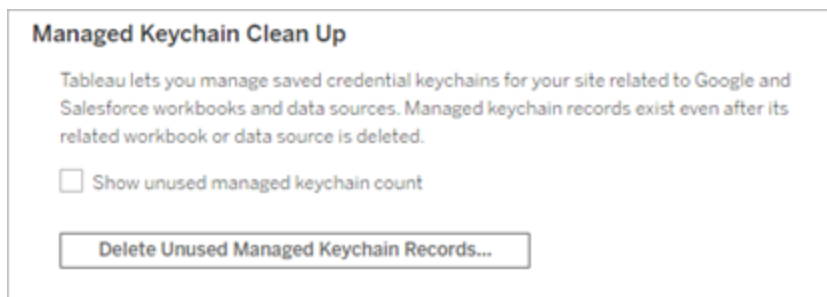 Managed Keychain Clean Up
Tableau lets you manage saved credential keychains for your site related to Google and
Salesforce workbooks and data sources. Managed keychain records exist even after its
related workbook or data source is deleted.
Show unused managed keychain count
Delete Unused Managed Keychain Records...